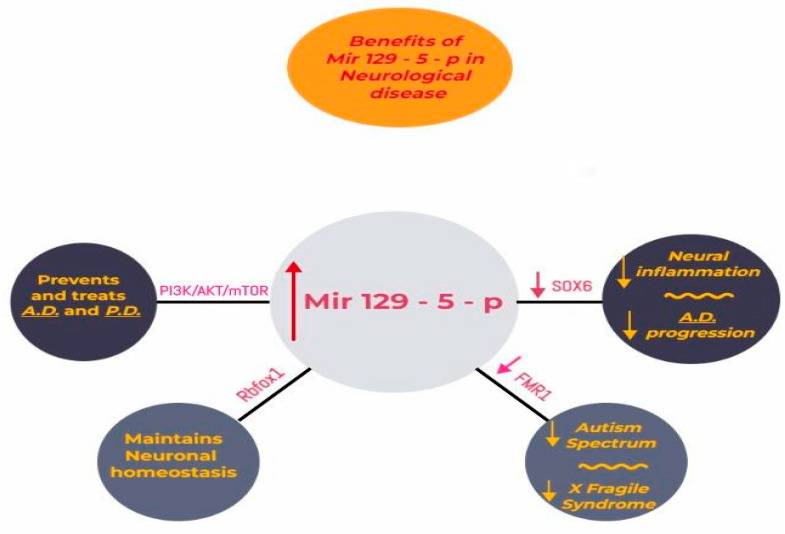 Benefits of
Mir 129 - 5 - p in
Neurological
disease
Prevents
and treats
A.D. and P.D.
PI3K/AKT/mTOR
Mir 129 - 5 - p
SOX6
Neural
inflammation
A.D.
progression
Rbfox1
FMR1
Maintains
Neuronal
homeostasis
Autism
Spectrum
X Fragile
Syndrome